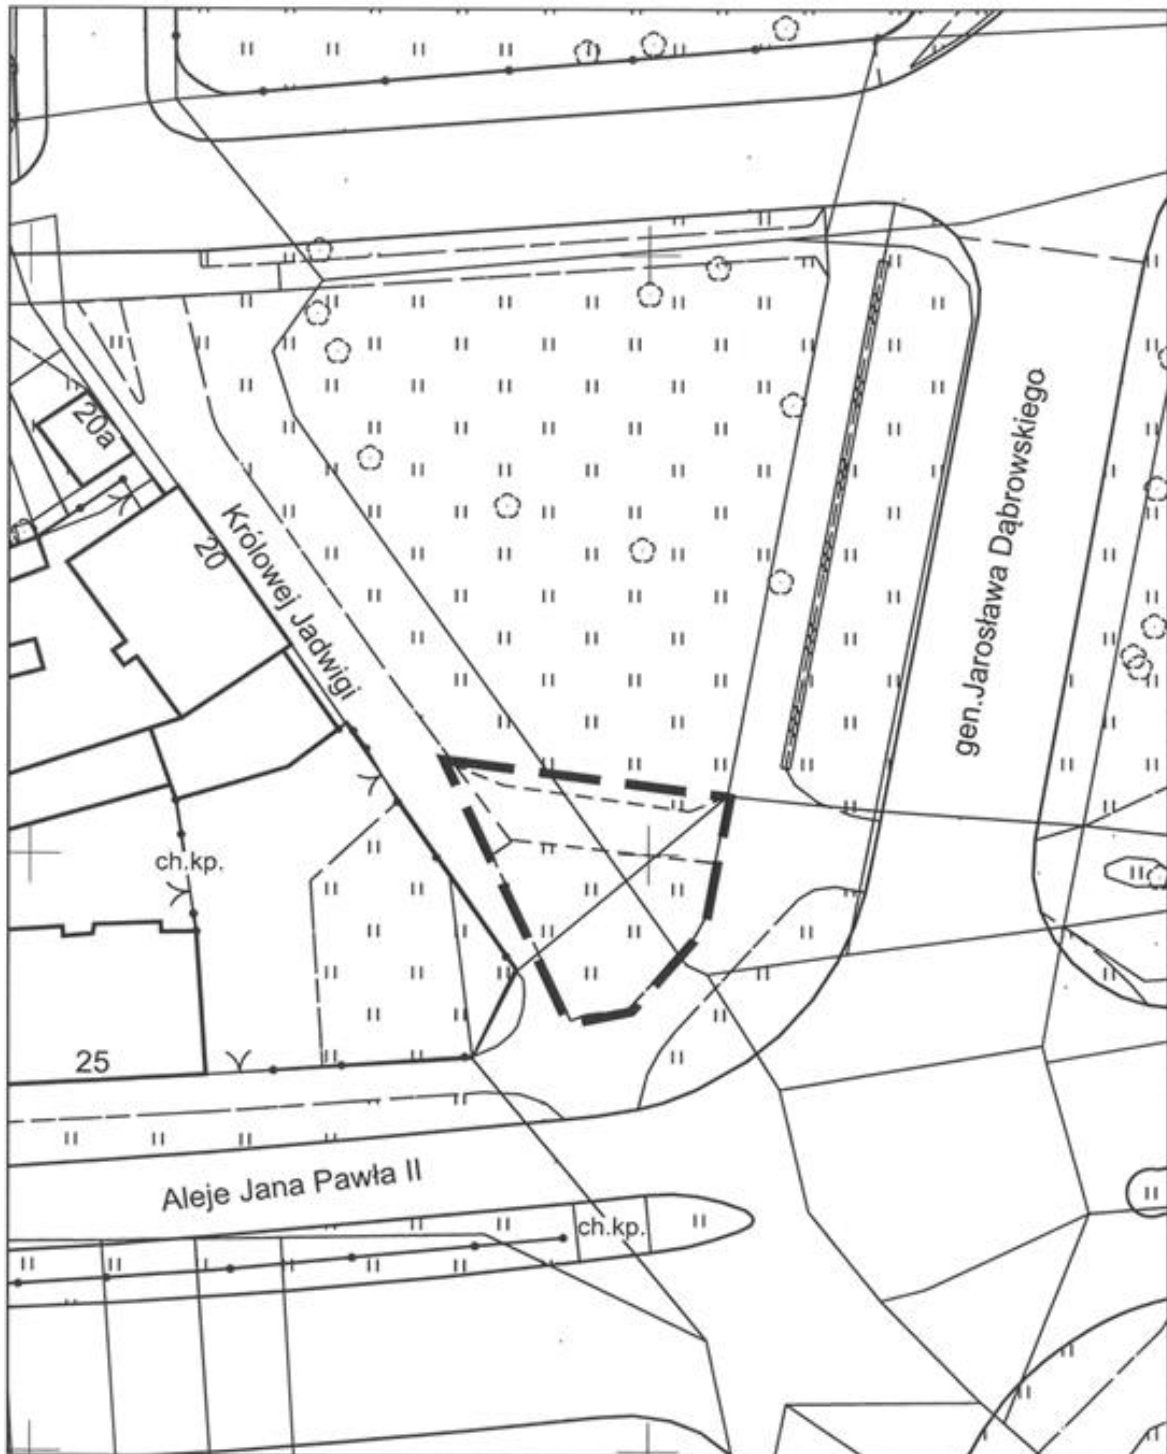 20a
20
Królowej Jadwigi
gen.Jarosława Dąbrowskiego
ch.kp.
25
Aleje Jana Pawła II
ch.kp.